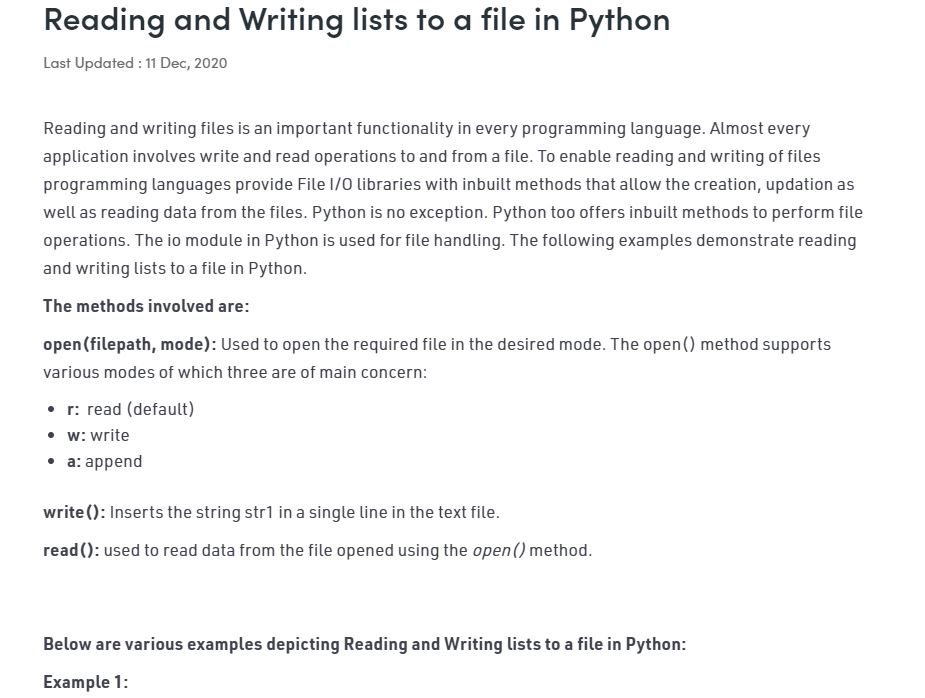 Reading and Writing lists to a file in Python
Last Updated : 11 Dec, 2020
Reading and writing files is an important functionality in every programming language. Almost every
application involves write and read operations to and from a file. To enable reading and writing of files
programming languages provide File I/O libraries with inbuilt methods that allow the creation, updation as
well as reading data from the files. Python is no exception. Python too offers inbuilt methods to perform file
operations. The io module in Python is used for file handling. The following examples demonstrate reading
and writing lists to a file in Python.
The methods involved are:
open(filepath, mode): Used to open the required file in the desired mode. The open() method supports
various modes of which three are of main concern:
• r: read (default)
• w: write
• a: append
write(): Inserts the string str1 in a single line in the text file.
read(): used to read data from the file opened using the open() method.
Below are various examples depicting Reading and Writing lists to a file in Python:
Example 1: